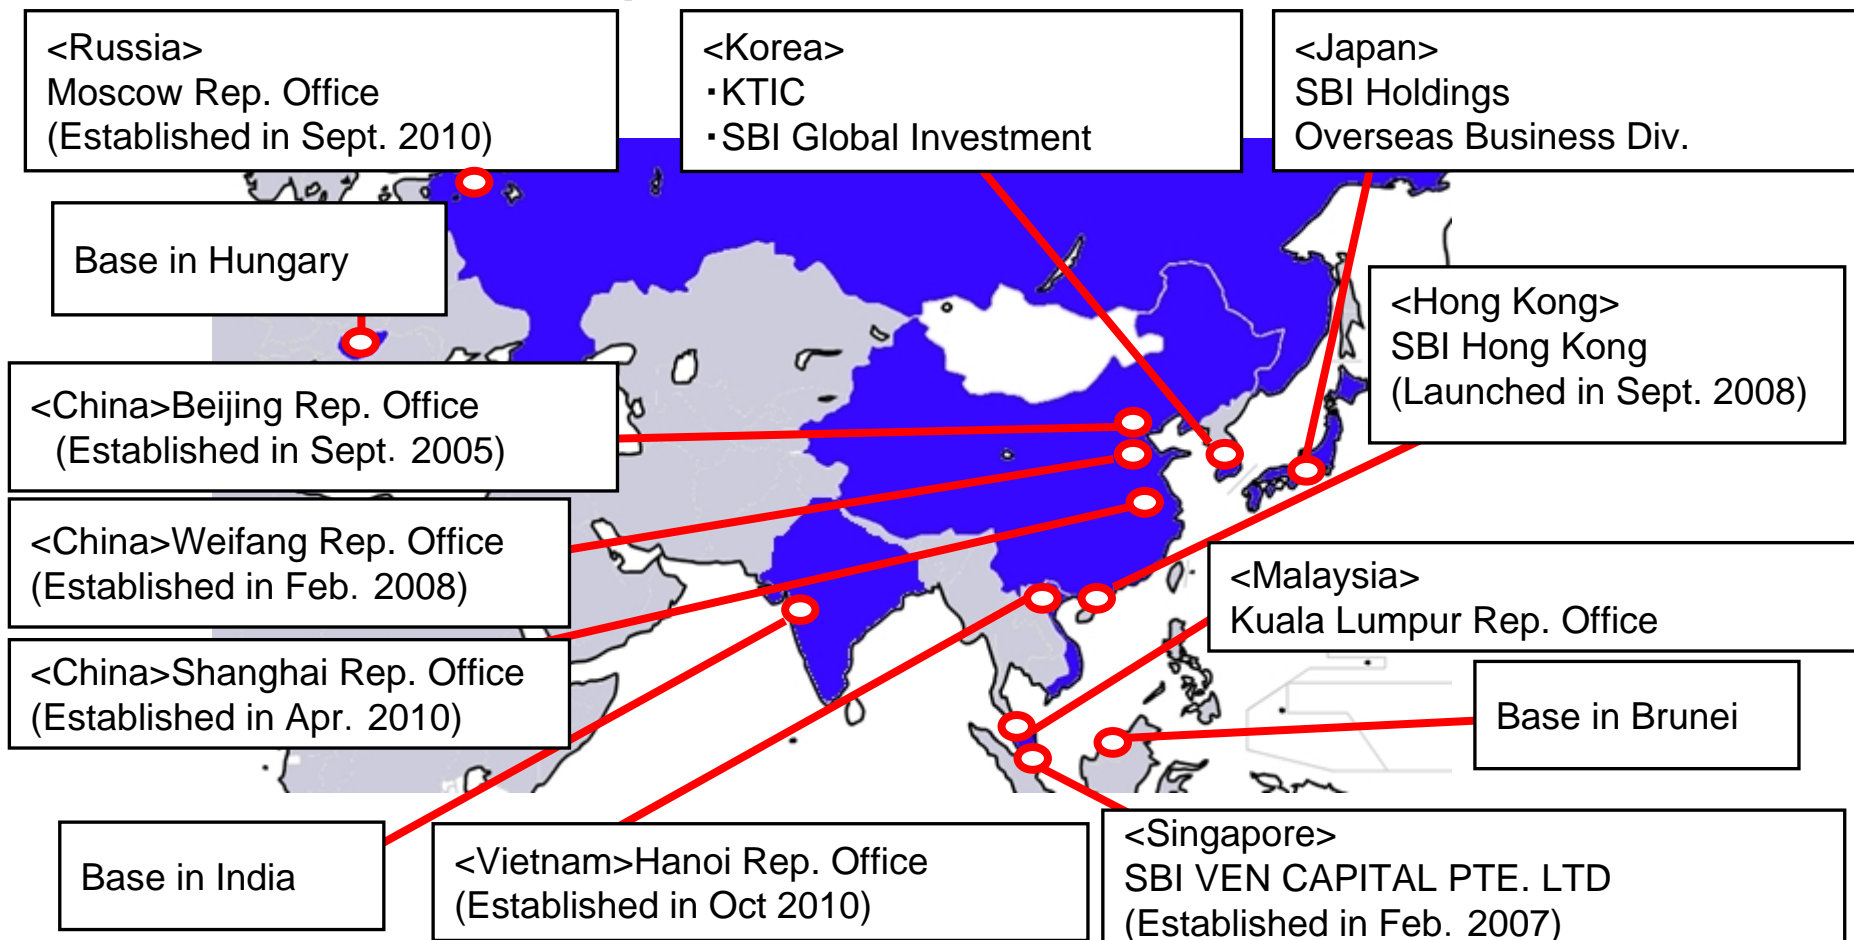 <Russia>
Moscow Rep. Office
(Established in Sept. 2010)
<Korea>
・KTIC
・SBI Global Investment
<Japan>
SBI Holdings
Overseas Business Div.
Base in Hungary
<Hong Kong>
SBI Hong Kong
(Launched in Sept. 2008)
<China>Beijing Rep. Office
(Established in Sept. 2005)
<China>Weifang Rep. Office
(Established in Feb. 2008)
<Malaysia>
Kuala Lumpur Rep. Office
<China>Shanghai Rep. Office
(Established in Apr. 2010)
Base in Brunei
Base in India
<Vietnam>Hanoi Rep. Office
(Established in Oct 2010)
<Singapore>
SBI VEN CAPITAL PTE. LTD
(Established in Feb. 2007)